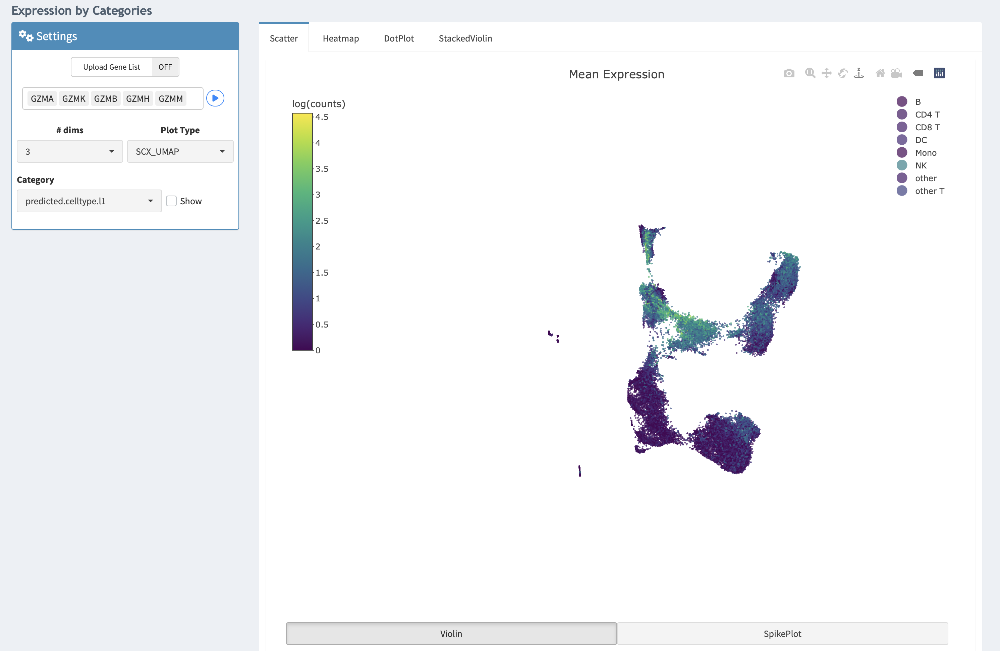 Expression by Categories
Settings
Upload Gene List OFF
GZMA GZMK GZMB GZMH GZMM
# dims Plot Type
3 SCX_UMAP
Category
predicted.celltype.l1 Show
Scatter Heatmap DotPlot StackedViolin
Mean Expression
z
log(counts)
4.5
4
3.5
3
2.5
2
1.5
1
0.5
0
B
CD4 T
CD8 T
DC
Mono
NK
other
other T
Violin SpikePlot